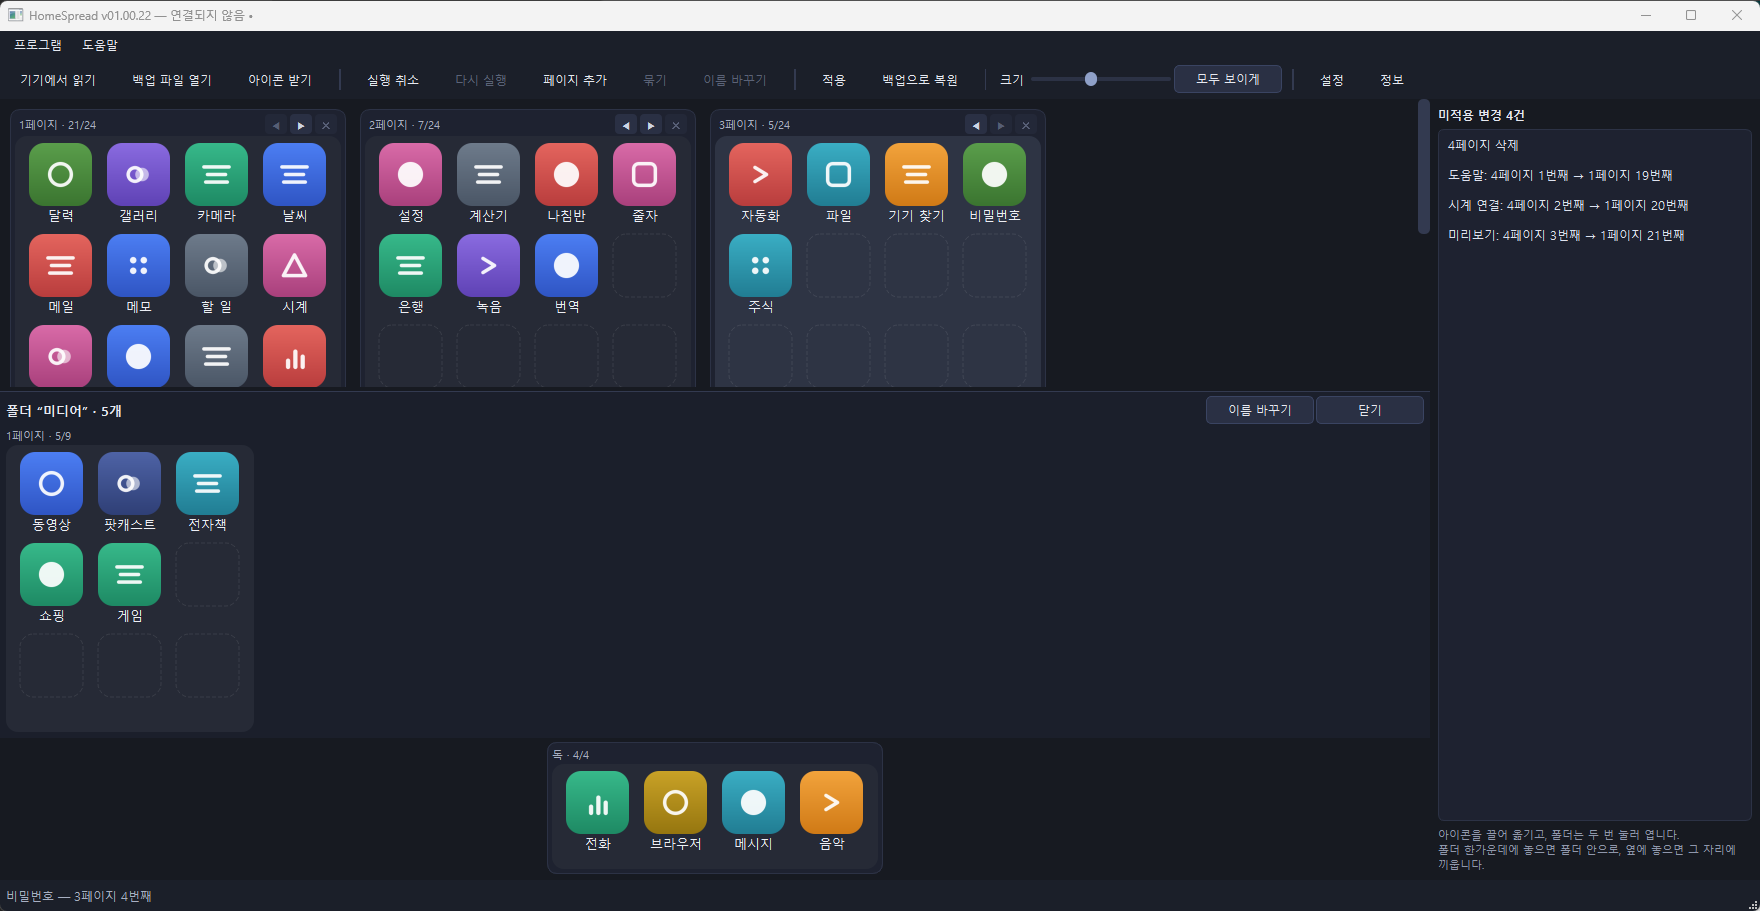 HomeSpread v01.00.22 — 연결되지 않음 •
프로그램 도움말
기기에서 읽기 백업 파일 열기 아이콘 받기 실행 취소 다시 실행 페이지 추가 묶기 이름 바꾸기 적용 백업으로 복원 크기 모두 보이게 설정 정보
1페이지 · 21/24
달력 갤러리 카메라 날씨
메일 메모 할 일 시계
2페이지 · 7/24
설정 계산기 나침반 줄자
은행 녹음 번역
3페이지 · 5/24
자동화 파일 기기 찾기 비밀번호
주식
폴더 “미디어” · 5개 이름 바꾸기 닫기
1페이지 · 5/9
동영상 팟캐스트 전자책
쇼핑 게임
독 · 4/4
전화 브라우저 메시지 음악
미적용 변경 4건
4페이지 삭제
도움말: 4페이지 1번째 → 1페이지 19번째
시계 연결: 4페이지 2번째 → 1페이지 20번째
미리보기: 4페이지 3번째 → 1페이지 21번째
아이콘을 끌어 옮기고, 폴더는 두 번 눌러 엽니다.
폴더 한가운데에 놓으면 폴더 안으로, 옆에 놓으면 그 자리에
끼웁니다.
비밀번호 — 3페이지 4번째